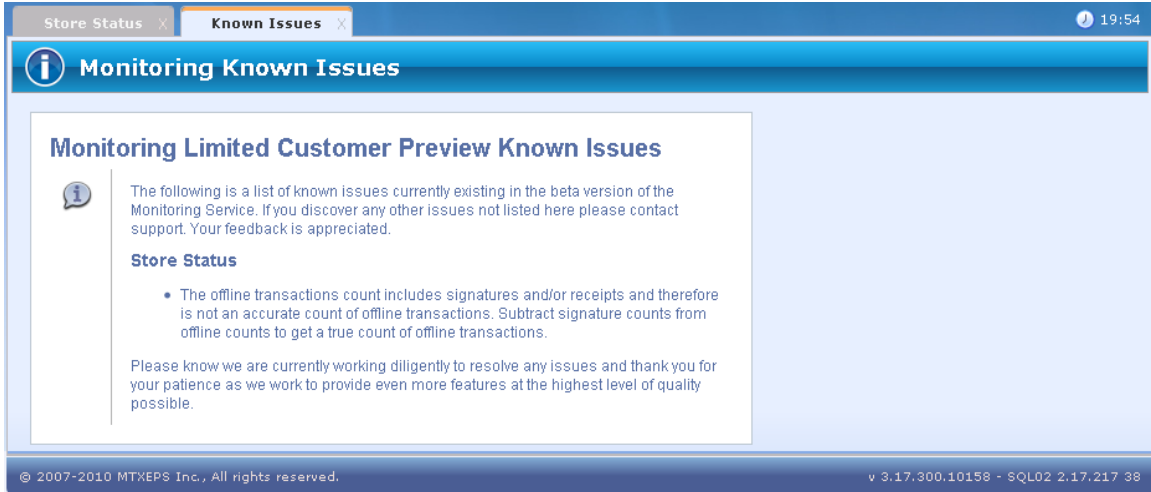 Store Status X Known Issues X 19:54
Monitoring Known Issues
Monitoring Limited Customer Preview Known Issues
The following is a list of known issues currently existing in the beta version of the
Monitoring Service. If you discover any other issues not listed here please contact
support. Your feedback is appreciated.
Store Status
• The offline transactions count includes signatures and/or receipts and therefore
is not an accurate count of offline transactions. Subtract signature counts from
offline counts to get a true count of offline transactions.
Please know we are currently working diligently to resolve any issues and thank you for
your patience as we work to provide even more features at the highest level of quality
possible.
© 2007-2010 MTXEPS Inc., All rights reserved. v 3.17.300.10158 - SQL02 2.17.217 38